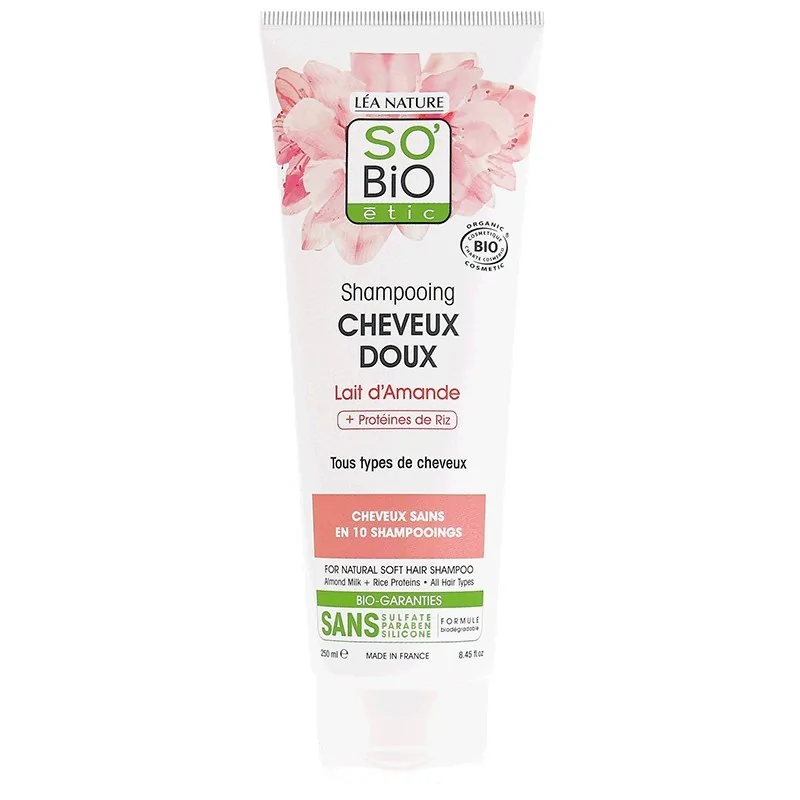 LÉA NATURE
SO'
BiO
étic
ORGANIC
COSMETIQUE
BIO
CHARTE COSMEBIO
COSMETIC
Shampooing
CHEVEUX
DOUX
Lait d'Amande
+ Protéines de Riz
Tous types de cheveux
CHEVEUX SAINS
EN 10 SHAMPOOINGS
FOR NATURAL SOFT HAIR SHAMPOO
Almond Milk + Rice Proteins • All Hair Types
BIO-GARANTIES
SANS SULFATE PARABEN SILICONE
FORMULE biodégradable
250 ml e MADE IN FRANCE 8.45 fl.oz